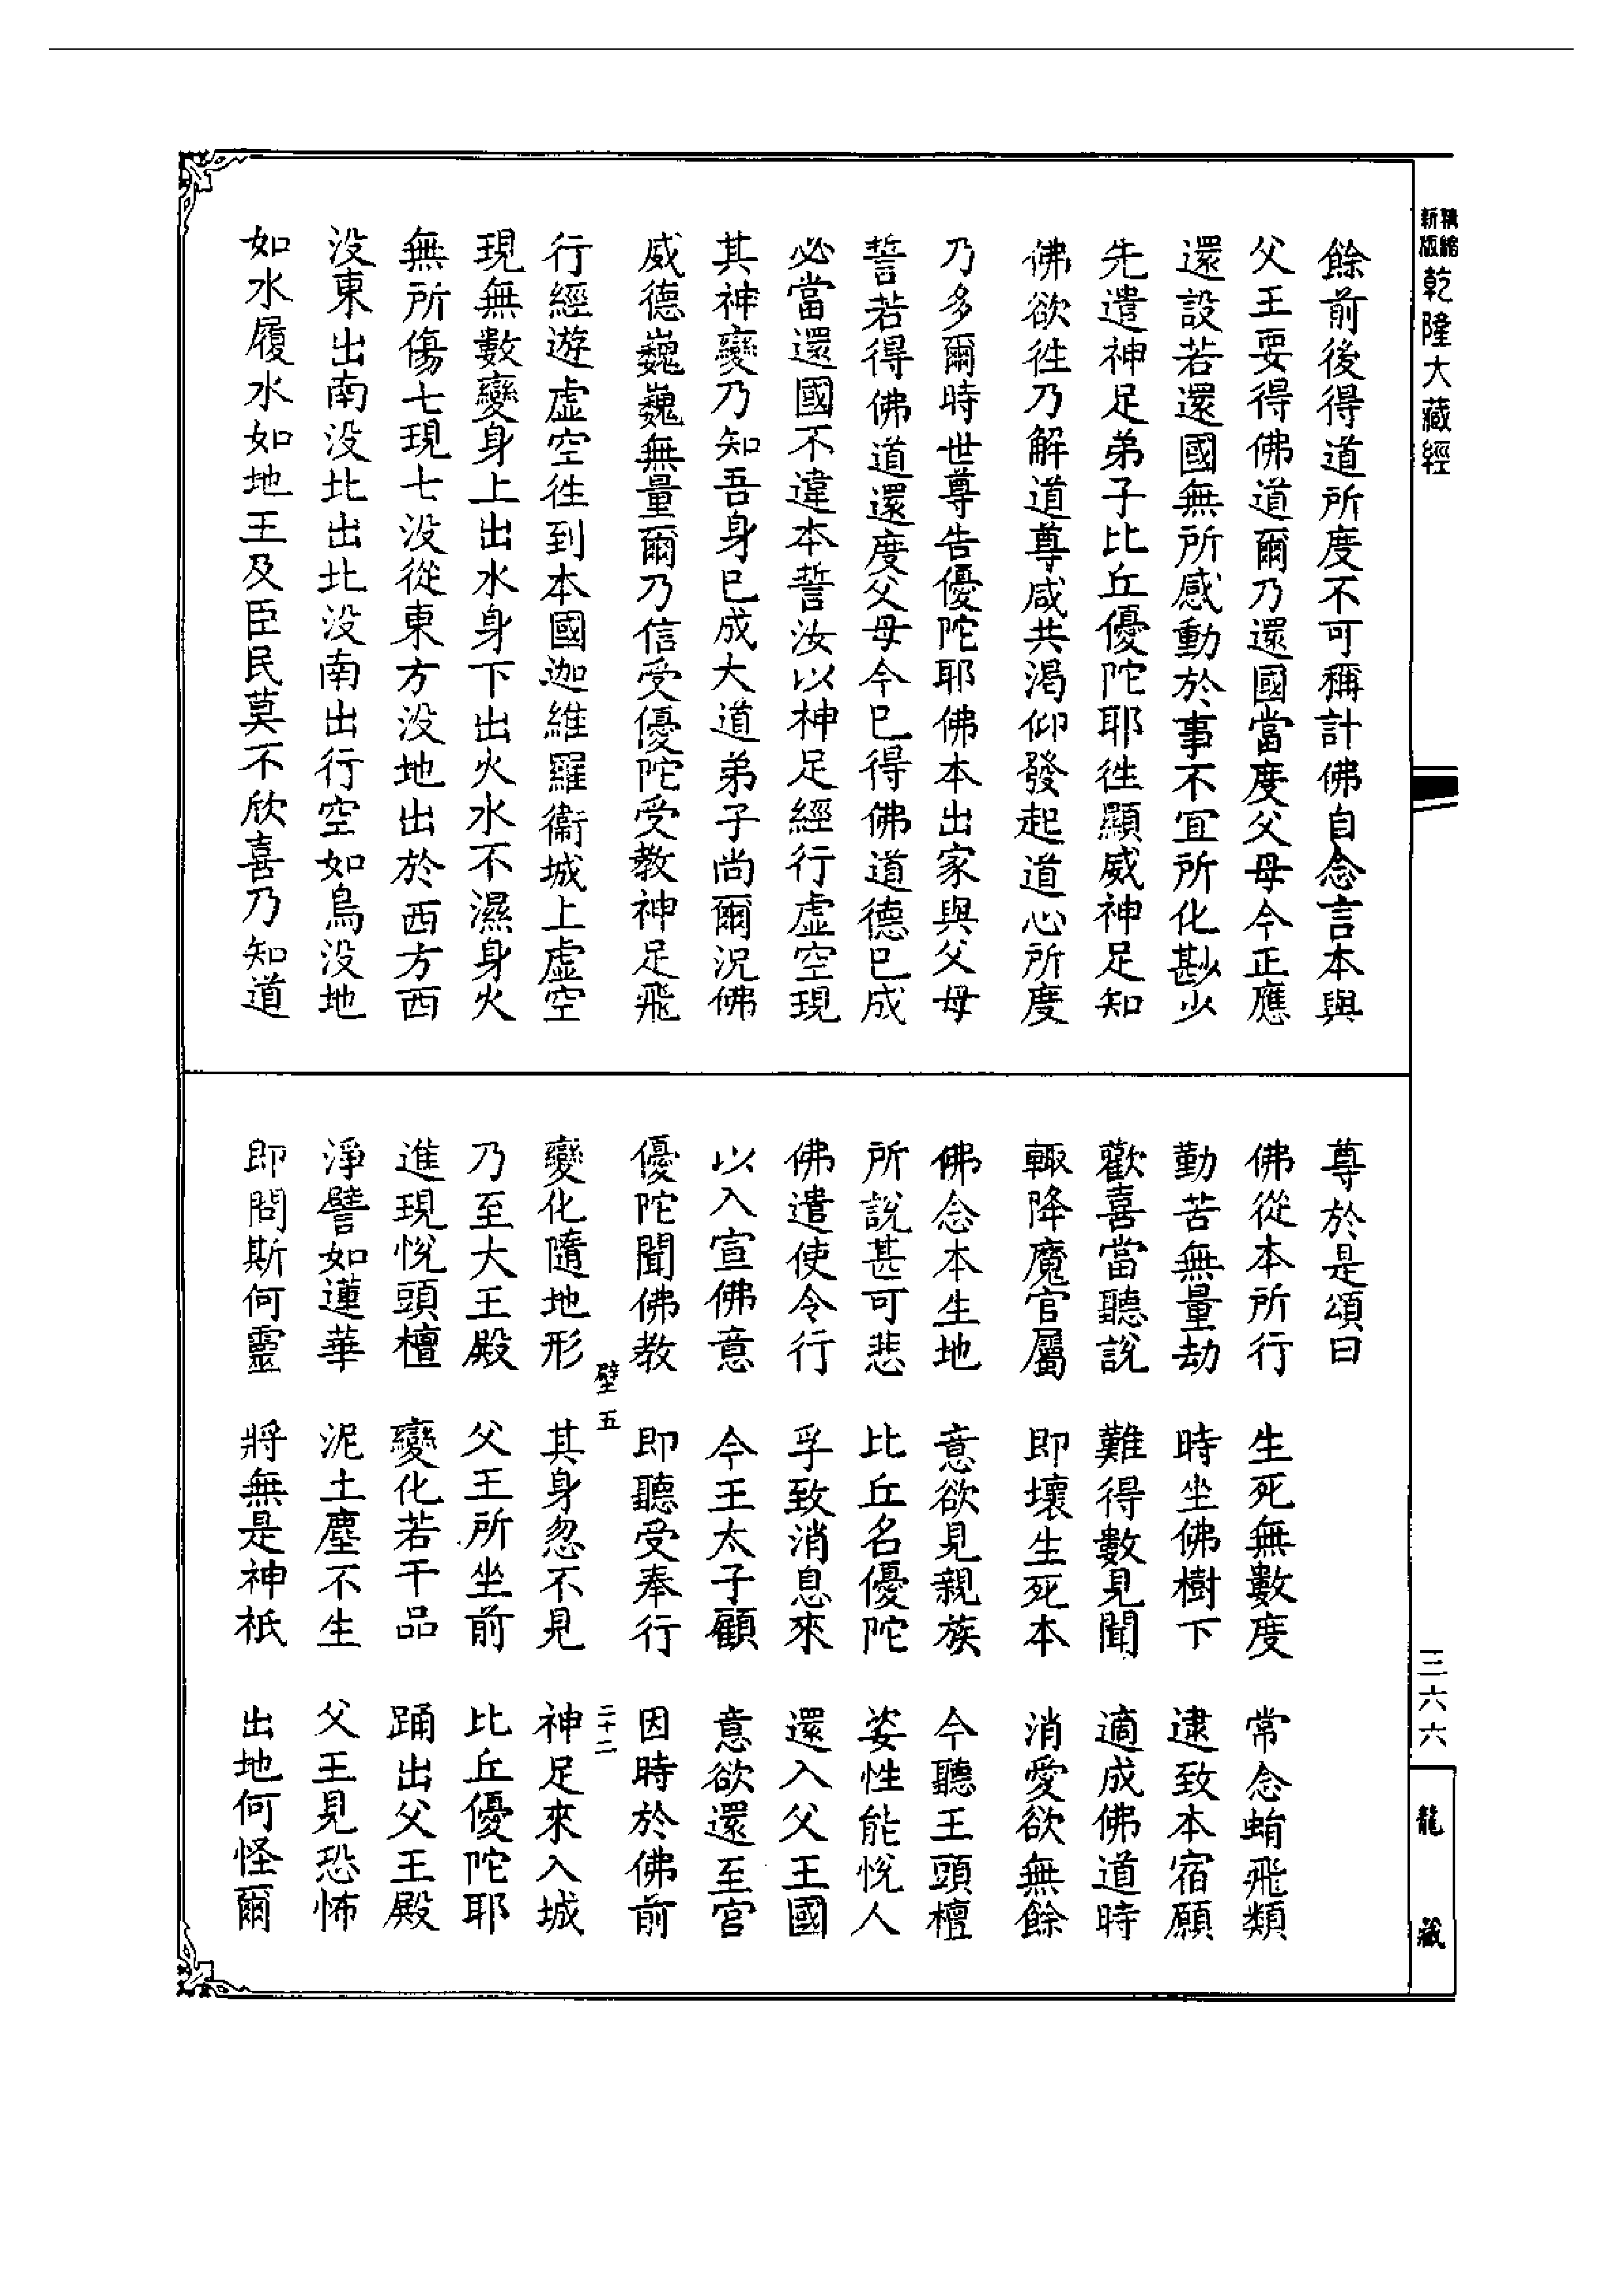 精縮
新版
乾隆大藏經
餘前後得道所度不可稱計佛自念言本與
父王要得佛道爾乃還國當度父母今正應
還設若還國無所感動於事不宜所化尠少
先遣神足弟子比丘優陀耶徃顯威神足知
佛欲徃乃解道尊咸共渴仰發起道心所度
乃多爾時世尊告優陀耶佛本出家與父母
誓若得佛道還度父母今已得佛道德已成
必當還國不違本誓汝以神足經行虛空現
其神變乃知吾身已成大道弟子尚爾況佛
威德巍巍無量爾乃信受優陀受教神足飛
行經遊虛空徃到本國迦維羅衞城上虛空
現無數變身上出水身下出火水不濕身火
無所傷七現七沒從東方沒地出於西方西
沒東出南沒北出北沒南出行空如鳥沒地
如水履水如地王及臣民莫不欣喜乃知道
尊於是頌曰
佛從本所行 生死無數度 常念蜎飛類
勤苦無量劫 時坐佛樹下 逮致本宿願
歡喜當聽說 難得數見聞 適成佛道時
輒降魔官屬 即壞生死本 消愛欲無餘
佛念本生地 意欲見親族 今聽王頭檀
所說甚可悲 比丘名優陀 姿性能悅人
佛遣使令行 孚致消息來 還入父王國
以入宣佛意 今王太子顧 意欲還至宮
優陀聞佛教 即聽受奉行 因時於佛前
壁五 二十二
變化隨地形 其身忽不見 神足來入城
乃至大王殿 父王所坐前 比丘優陀耶
進現悅頭檀 變化若干品 踊出父王殿
淨譬如蓮華 泥土塵不生 父王見恐怖
即問斯何靈 將無是神祇 出地何怪爾
三六六
龍藏